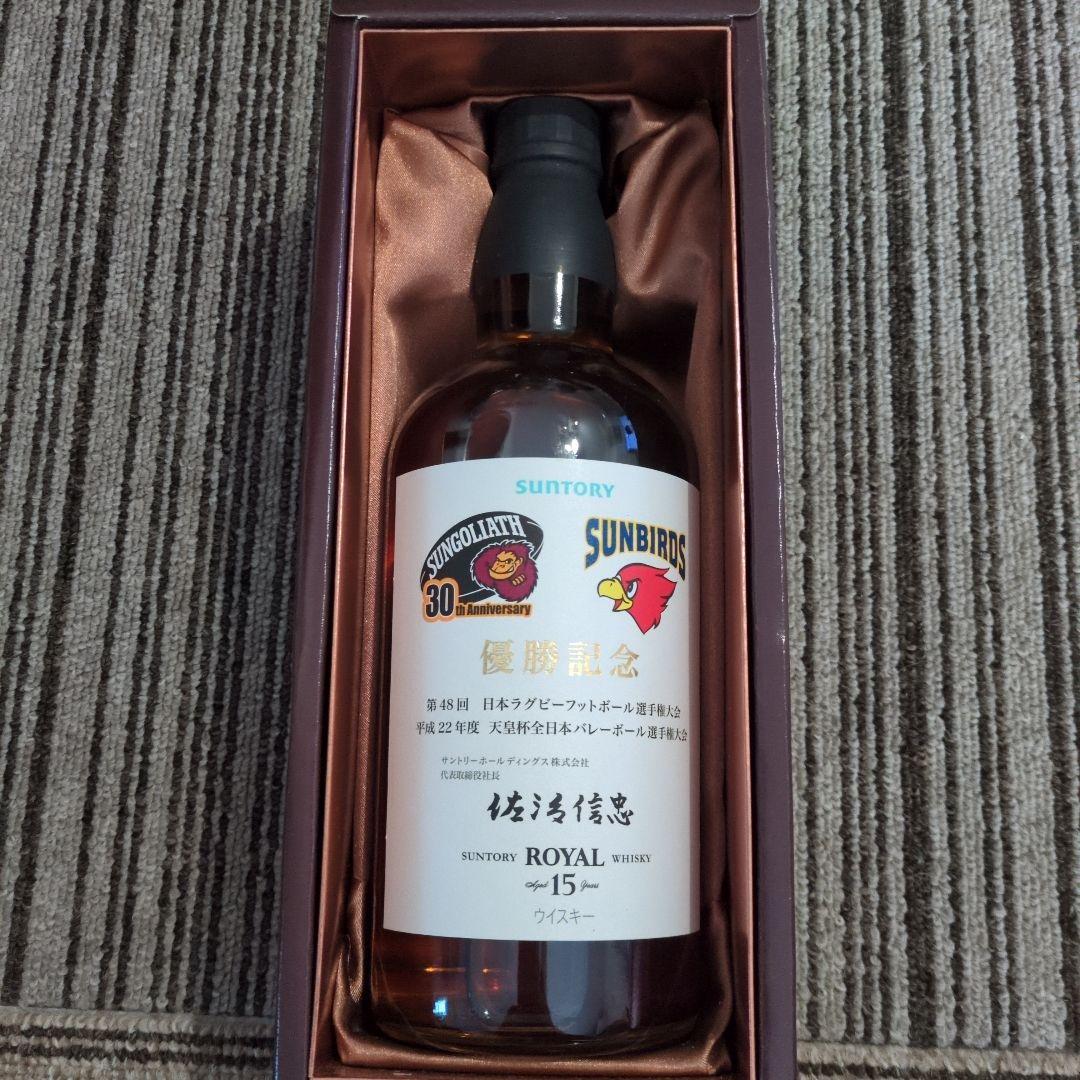 SUNTORY
SUNGOLIATH
30th Anniversary
SUNBIRDS
優勝記念
第48回 日本ラグビーフットボール選手権大会
平成22年度 天皇杯全日本バレーボール選手権大会
サントリーホールディングス株式会社
代表取締役社長
佐治信忠
SUNTORY ROYAL WHISKY
Aged 15 Years
ウイスキー